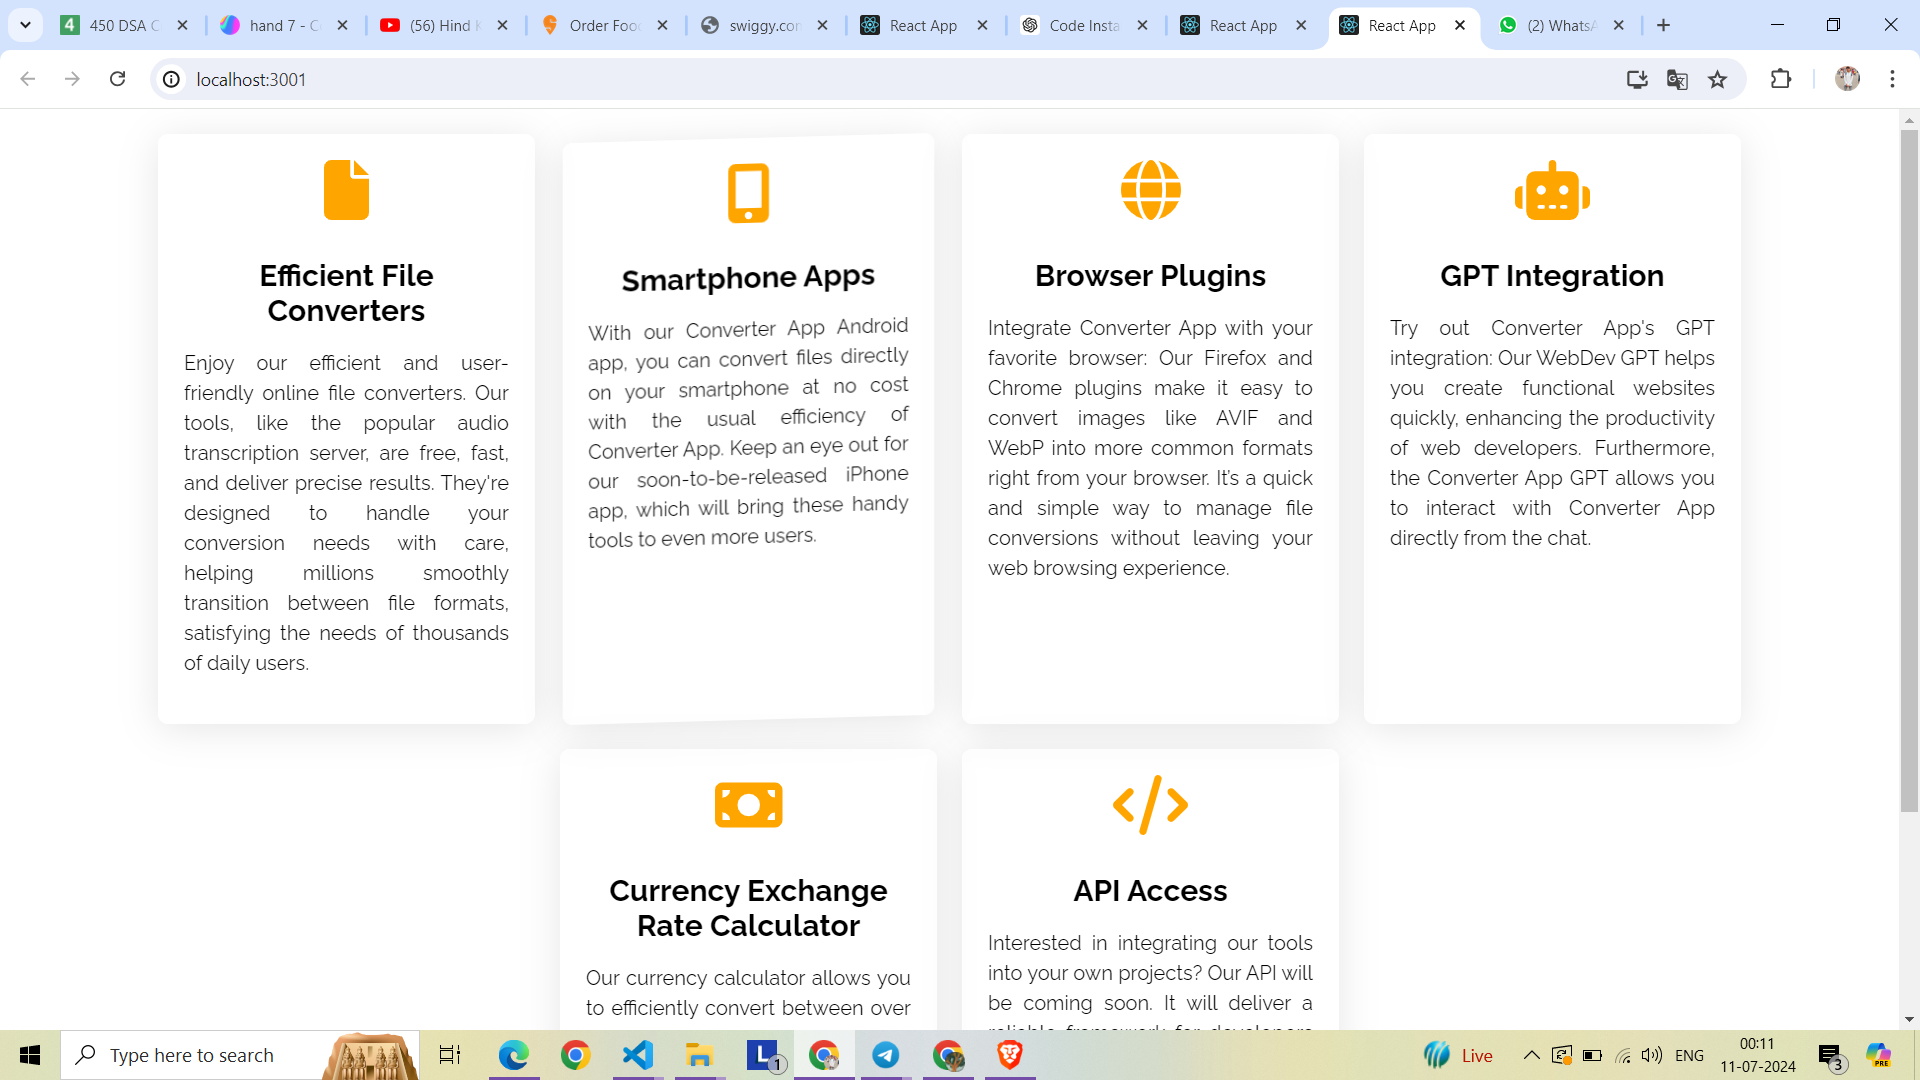 4 450 DSA C
hand 7 - C
(56) Hind
Order Food
swiggy.com
React App
Code Insta
React App
React App
(2) WhatsA
localhost:3001
Efficient File
Converters
Enjoy our efficient and user-
friendly online file converters. Our
tools, like the popular audio
transcription server, are free, fast,
and deliver precise results. They're
designed to handle your
conversion needs with care,
helping millions smoothly
transition between file formats,
satisfying the needs of thousands
of daily users.
Smartphone Apps
With our Converter App Android
app, you can convert files directly
on your smartphone at no cost
with the usual efficiency of
Converter App. Keep an eye out for
our soon-to-be-released iPhone
app, which will bring these handy
tools to even more users.
Browser Plugins
Integrate Converter App with your
favorite browser: Our Firefox and
Chrome plugins make it easy to
convert images like AVIF and
WebP into more common formats
right from your browser. It's a quick
and simple way to manage file
conversions without leaving your
web browsing experience.
GPT Integration
Try out Converter App's GPT
integration: Our WebDev GPT helps
you create functional websites
quickly, enhancing the productivity
of web developers. Furthermore,
the Converter App GPT allows you
to interact with Converter App
directly from the chat.
Currency Exchange
Rate Calculator
Our currency calculator allows you
to efficiently convert between over
API Access
Interested in integrating our tools
into your own projects? Our API will
be coming soon. It will deliver a
reliable framework for developers
Type here to search
L 1
Live
ENG
00:11
11-07-2024
3
PRE